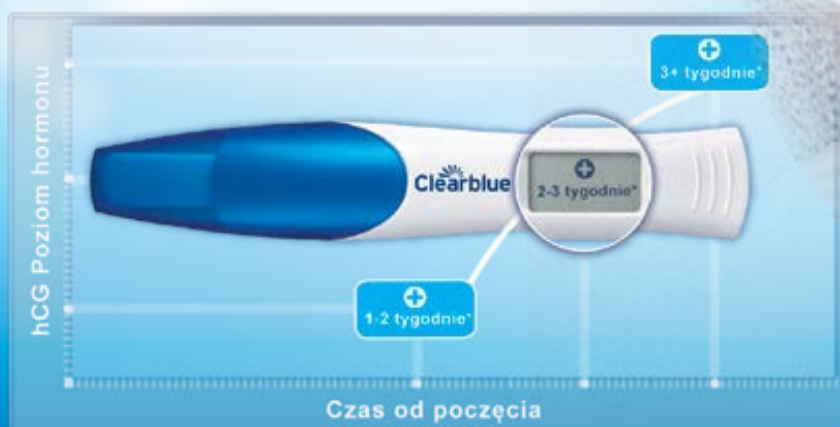 hCG Poziom hormonu
3+ tygodnie*
Clearblue
2-3 tygodnie*
1-2 tygodnie*
Czas od poczęcia